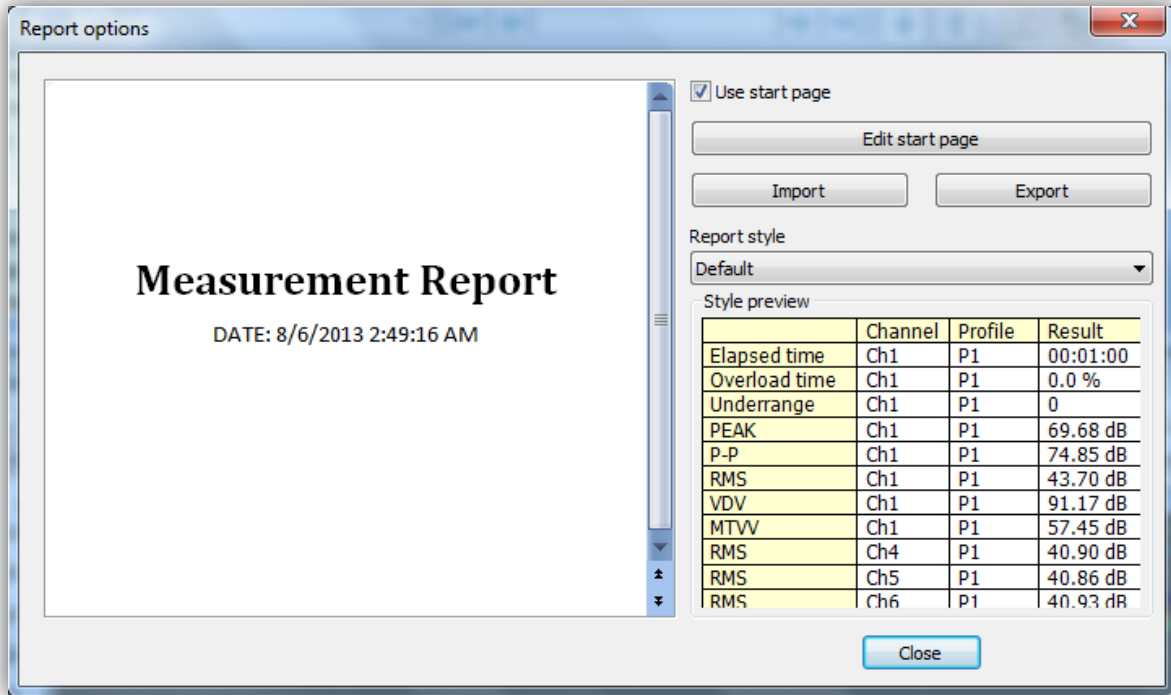 Report options
Measurement Report
DATE: 8/6/2013 2:49:16 AM
Use start page
Edit start page
Import Export
Report style
Default
Style preview
Channel Profile Result
Elapsed time Ch1 P1 00:01:00
Overload time Ch1 P1 0.0 %
Underrange Ch1 P1 0
PEAK Ch1 P1 69.68 dB
P-P Ch1 P1 74.85 dB
RMS Ch1 P1 43.70 dB
VDV Ch1 P1 91.17 dB
MTVV Ch1 P1 57.45 dB
RMS Ch4 P1 40.90 dB
RMS Ch5 P1 40.86 dB
RMS Ch6 P1 40.93 dB
Close